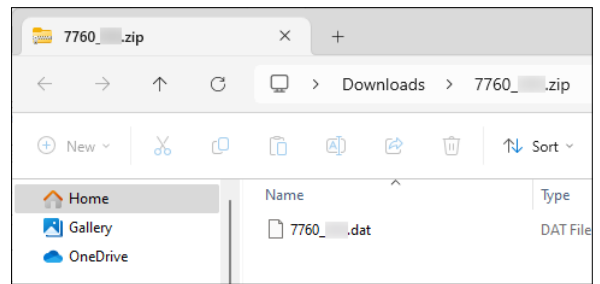 7760_ .zip
Downloads > 7760_ .zip
New Sort
Home Name Type
Gallery 7760_ .dat DAT File
OneDrive